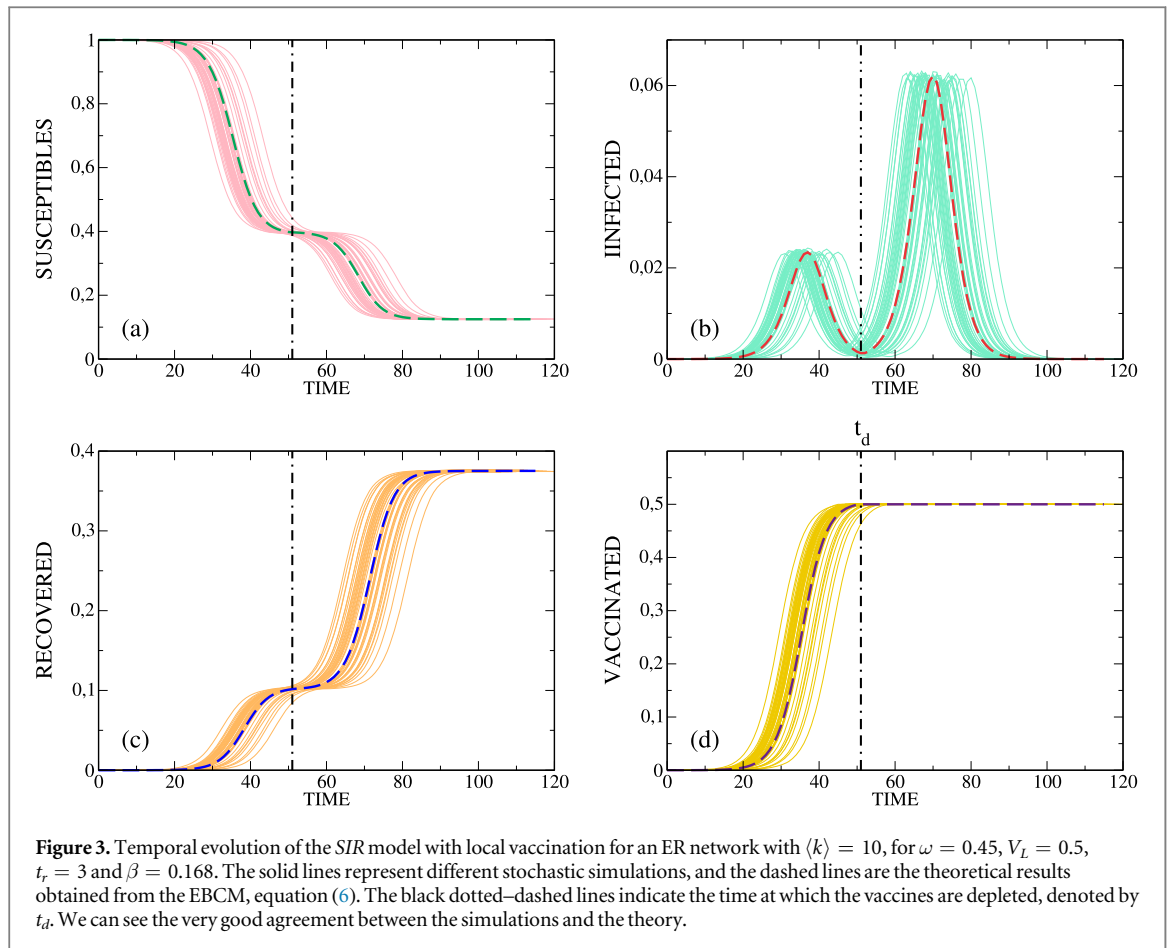 1
0,8
0,6
0,4
0,2
0
SUSCEPTIBLES
(a)
0 20 40 60 80 100 120
TIME
0,06
0,04
0,02
0
IINFECTED
(b)
0 20 40 60 80 100 120
TIME
0,4
0,3
0,2
0,1
0
RECOVERED
(c)
0 20 40 60 80 100 120
TIME
t_d
0,5
0,4
0,3
0,2
0,1
0
VACCINATED
(d)
0 20 40 60 80 100 120
TIME
Figure 3. Temporal evolution of the SIR model with local vaccination for an ER network with ⟨k⟩ = 10, for ω = 0.45, V_L = 0.5,
t_r = 3 and β = 0.168. The solid lines represent different stochastic simulations, and the dashed lines are the theoretical results
obtained from the EBCM, equation (6). The black dotted–dashed lines indicate the time at which the vaccines are depleted, denoted by
t_d. We can see the very good agreement between the simulations and the theory.